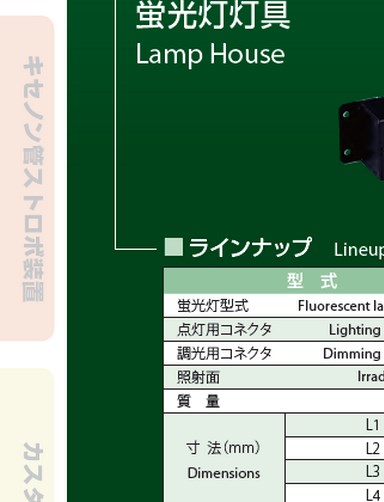 蛍光灯灯具
Lamp House
キセノン管ストロボ装置
■ ラインナップ Lineup
型 式
蛍光灯型式 Fluorescent la
点灯用コネクタ Lighting
調光用コネクタ Dimming
照射面 Irrad
質 量
寸 法(mm)
Dimensions
L1
L2
L3
L4
カスタ